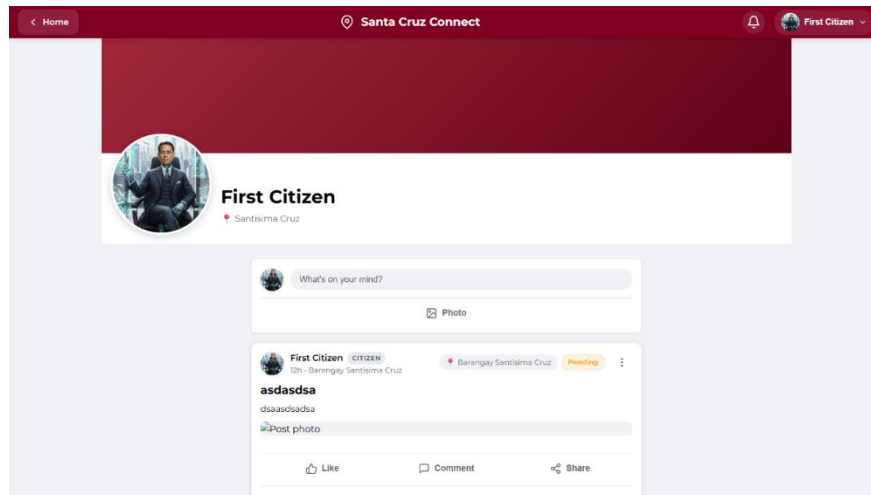 Home
Santa Cruz Connect
First Citizen
First Citizen
Santisima Cruz
What's on your mind?
Photo
First Citizen CITIZEN
12h • Barangay Santisima Cruz
Barangay Santisima Cruz
Pending
asdasdsa
dsaasdsadsa
Post photo
Like
Comment
Share